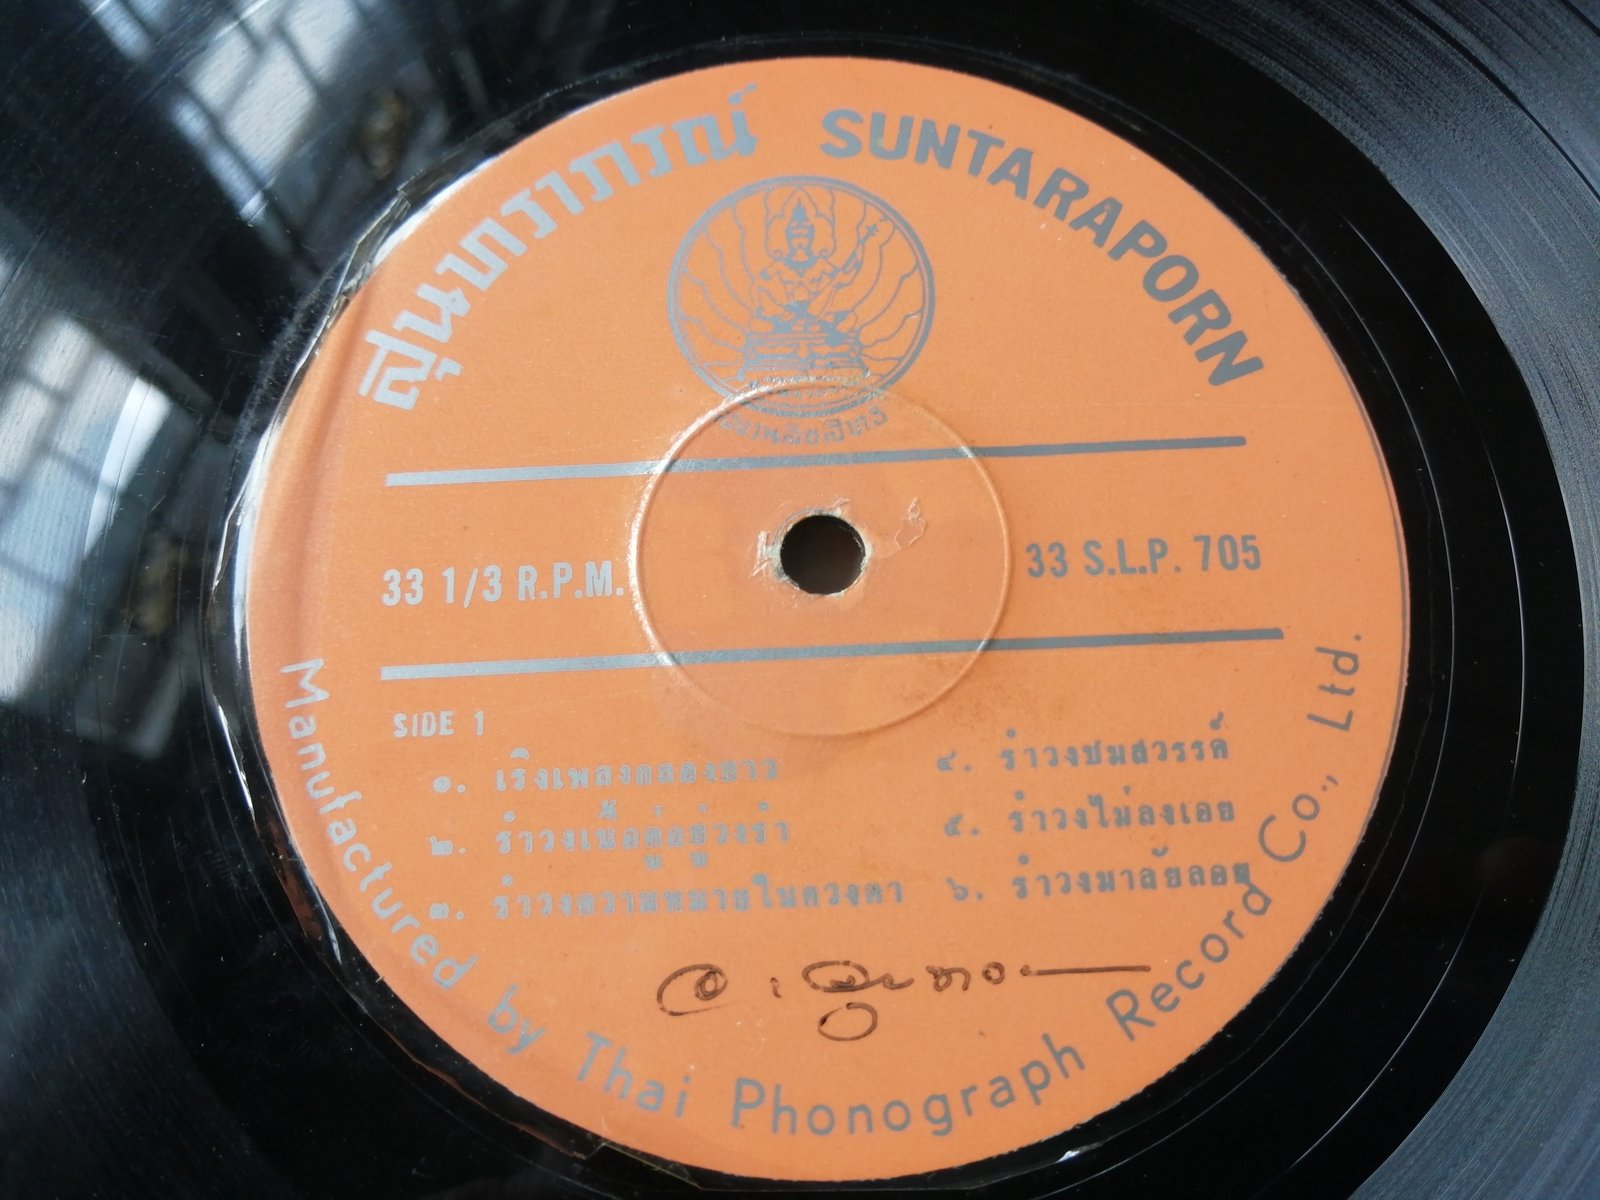 สุนทราภรณ์ SUNTARAPORN
33 1/3 R.P.M.
33 S.L.P. 705
SIDE 1
๑. เริงเพลงกลองยาว
๒. รำวงเนื้อคู่อยู่วงรำ
๓. รำวงความหมายในดวงตา
๔. รำวงชมสวรรค์
๕. รำวงไม่ลงเอย
๖. รำวงมาลัยลอย
Manufactured by Thai Phonograph Record Co., Ltd.